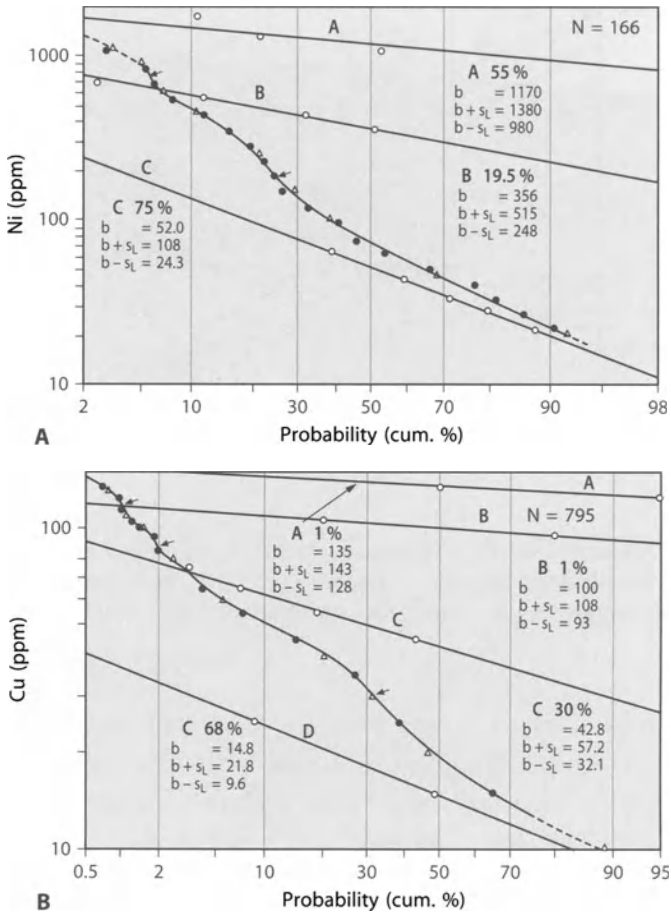 A
N = 166
1000
A 55 %
b = 1170
b + sL = 1380
b − sL = 980
B
B 19.5 %
b = 356
b + sL = 515
b − sL = 248
C
100
C 75 %
b = 52.0
b + sL = 108
b − sL = 24.3
Ni (ppm)
10
2 10 30 50 70 90 98
A
Probability (cum. %)
A
B
N = 795
100
A 1 %
b = 135
b + sL = 143
b − sL = 128
B 1 %
b = 100
b + sL = 108
b − sL = 93
C
Cu (ppm)
C 68 %
b = 14.8
b + sL = 21.8
b − sL = 9.6
D
C 30 %
b = 42.8
b + sL = 57.2
b − sL = 32.1
10
0.5 2 10 30 50 70 90 95
B
Probability (cum. %)